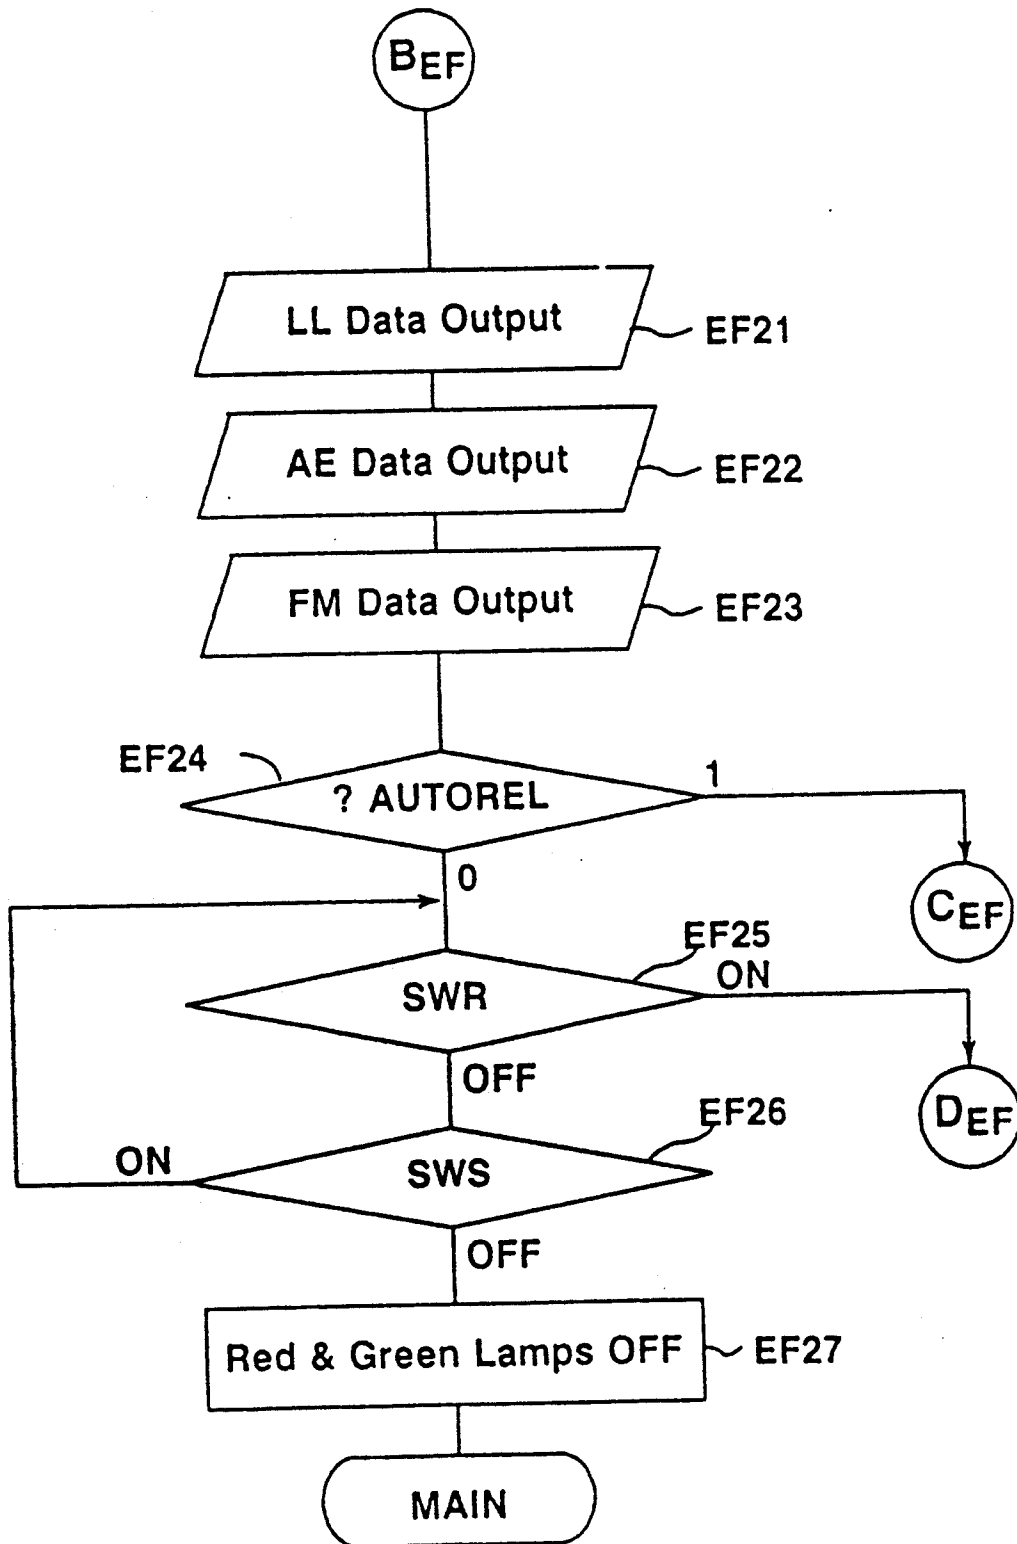 BEF
LL Data Output
EF21
AE Data Output
EF22
FM Data Output
EF23
EF24
? AUTOREL
1
0
CEF
EF25
SWR
ON
OFF
DEF
EF26
ON
SWS
OFF
Red & Green Lamps OFF
EF27
MAIN